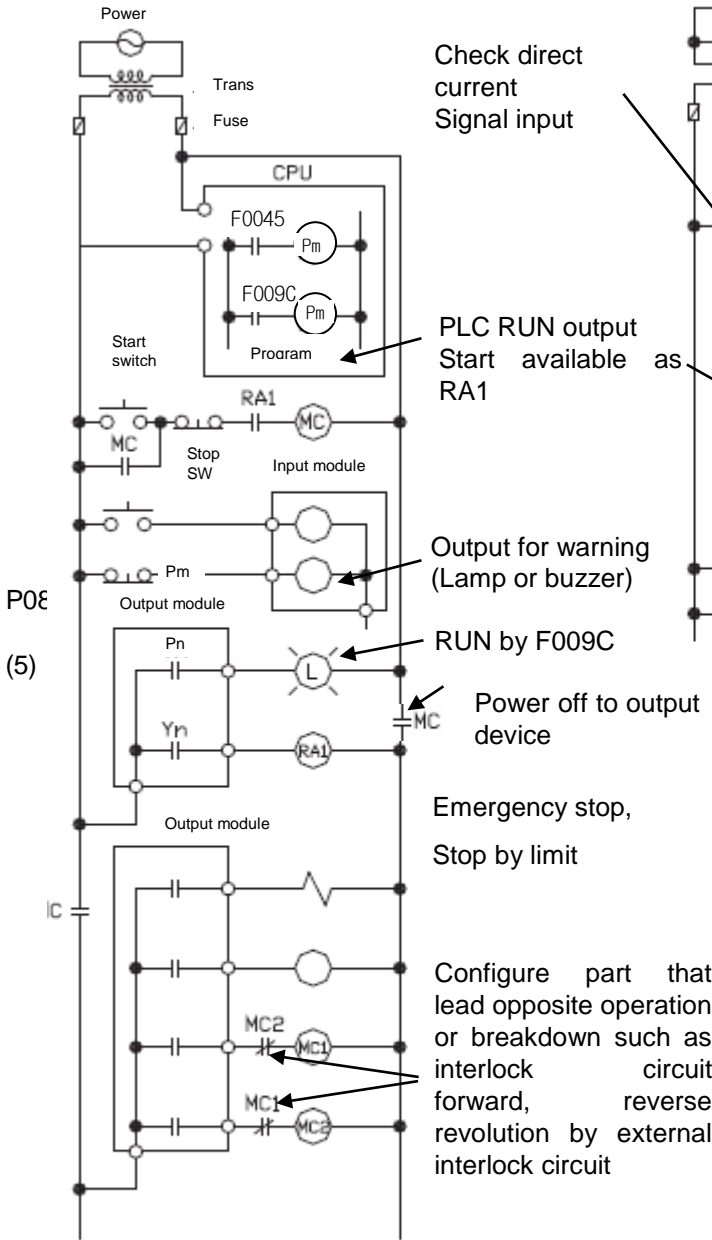 Power
Trans
Fuse
CPU
F0045
Pm
F009C
Pm
Program
Check direct
current
Signal input
PLC RUN output
Start available as
RA1
Start
switch
RA1
MC
MC
Stop
SW
Input module
Pm
Output for warning
(Lamp or buzzer)
P08
(5)
Output module
Pn
L
RUN by F009C
Yn
RA1
MC
Power off to output
device
Output module
Emergency stop,
Stop by limit
MC2
MC1
MC1
MC2
Configure part that
lead opposite operation
or breakdown such as
interlock circuit
forward, reverse
revolution by external
interlock circuit